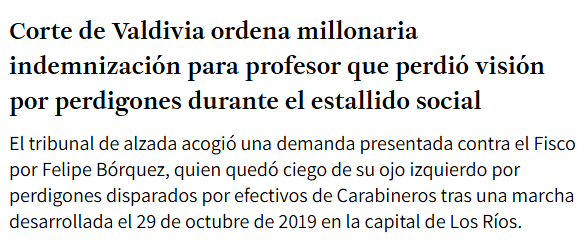 Corte de Valdivia ordena millonaria
indemnización para profesor que perdió visión
por perdigones durante el estallido social
El tribunal de alzada acogió una demanda presentada contra el Fisco
por Felipe Bórquez, quien quedó ciego de su ojo izquierdo por
perdigones disparados por efectivos de Carabineros tras una marcha
desarrollada el 29 de octubre de 2019 en la capital de Los Ríos.